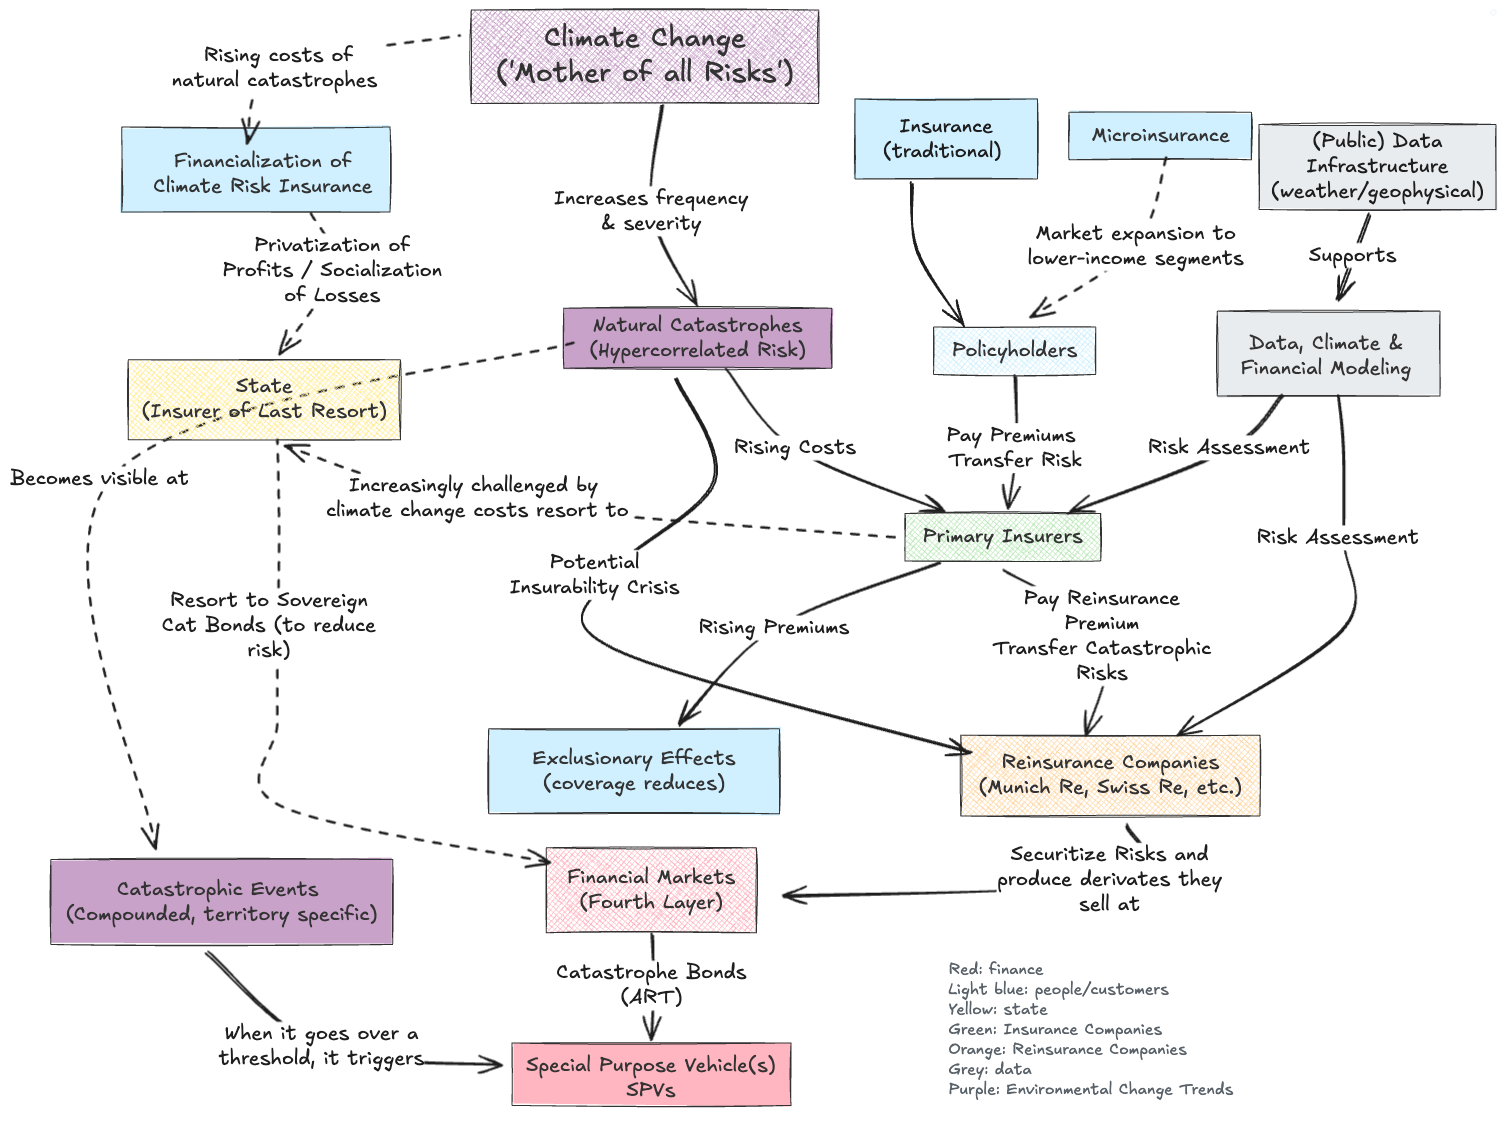 Climate Change
('Mother of all Risks')
Rising costs of
natural catastrophes
Financialization of
Climate Risk Insurance
Insurance
(traditional)
Microinsurance
(Public) Data
Infrastructure
(weather/geophysical)
Increases frequency
& severity
Privatization of
Profits / Socialization
of Losses
Market expansion to
lower-income segments
Supports
Natural Catastrophes
(Hypercorrelated Risk)
Policyholders
Data, Climate &
Financial Modeling
State
(Insurer of Last Resort)
Rising Costs
Pay Premiums
Transfer Risk
Risk Assessment
Becomes visible at
Increasingly challenged by
climate change costs resort to
Primary Insurers
Risk Assessment
Potential
Insurability Crisis
Resort to Sovereign
Cat Bonds (to reduce
risk)
Rising Premiums
Pay Reinsurance
Premium
Transfer Catastrophic
Risks
Exclusionary Effects
(coverage reduces)
Reinsurance Companies
(Munich Re, Swiss Re, etc.)
Catastrophic Events
(Compounded, territory specific)
Financial Markets
(Fourth Layer)
Securitize Risks and
produce derivates they
sell at
Catastrophe Bonds
(ART)
When it goes over a
threshold, it triggers
Special Purpose Vehicle(s)
SPVs
Red: finance
Light blue: people/customers
Yellow: state
Green: Insurance Companies
Orange: Reinsurance Companies
Grey: data
Purple: Environmental Change Trends